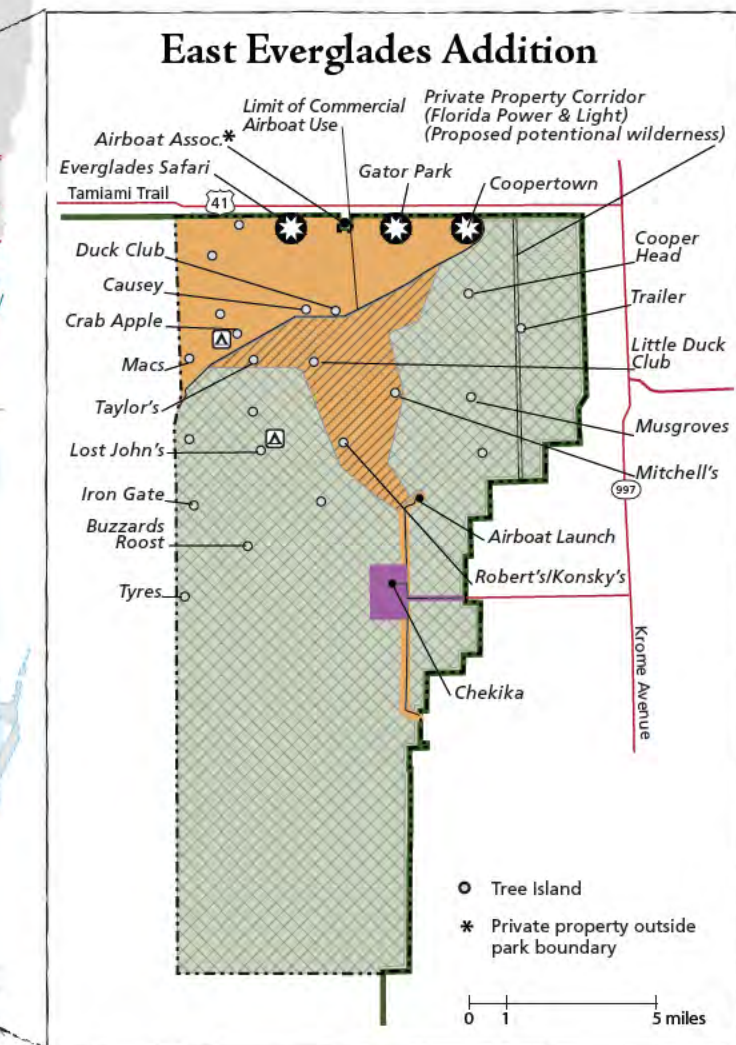 East Everglades Addition
Limit of Commercial
Airboat Use
Private Property Corridor
(Florida Power & Light)
(Proposed potentional wilderness)
Airboat Assoc.*
Everglades Safari
Gator Park
Coopertown
Tamiami Trail
41
Duck Club
Causey
Crab Apple
Macs
Taylor's
Lost John's
Iron Gate
Buzzards
Roost
Tyres
Cooper
Head
Trailer
Little Duck
Club
Musgroves
Mitchell's
997
Airboat Launch
Robert's/Konsky's
Chekika
Krome Avenue
Tree Island
* Private property outside
park boundary
0 1 5 miles